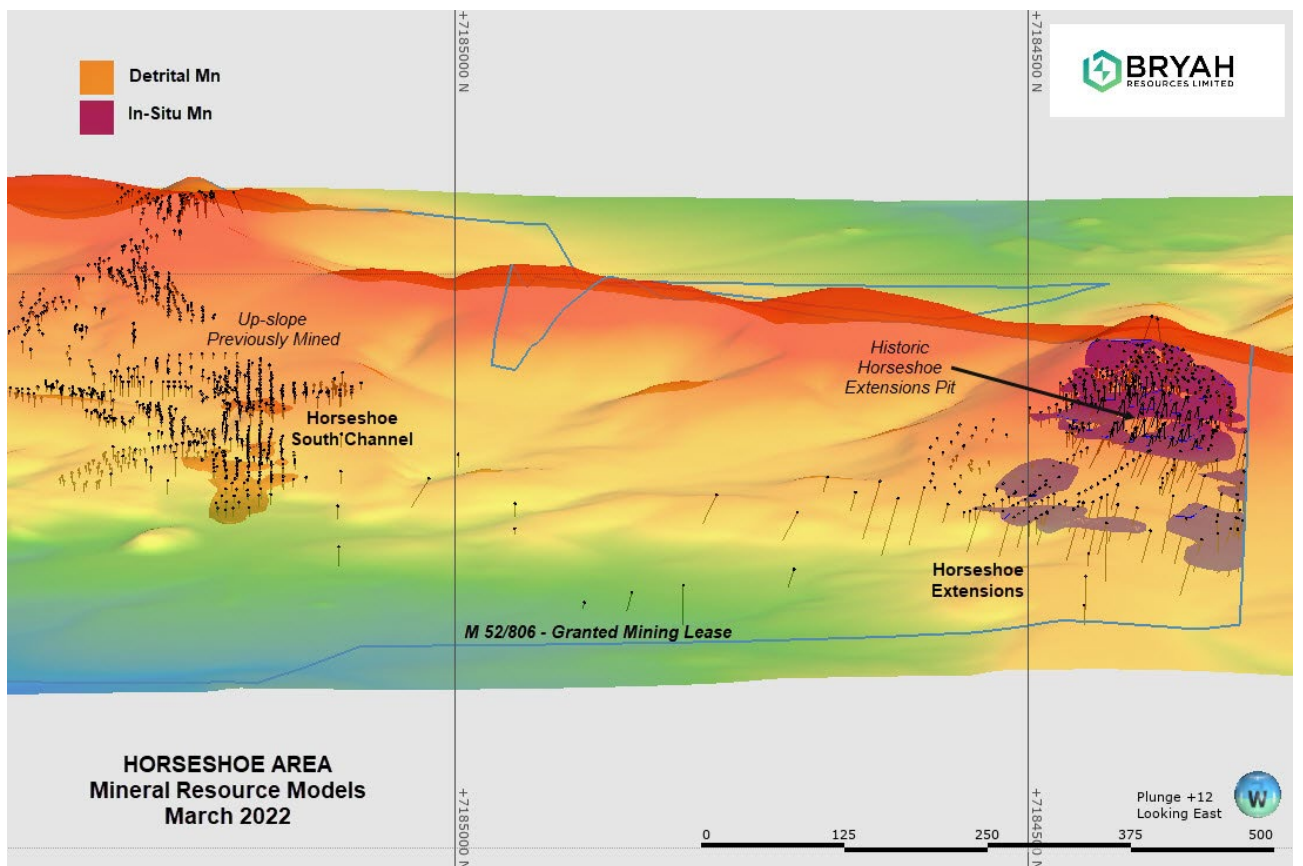 +7185000 N
+7184500 N
Detrital Mn
In-Situ Mn
BRYAH
RESOURCES LIMITED
Up-slope
Previously Mined
Historic
Horseshoe
Extensions Pit
Horseshoe
South Channel
Horseshoe
Extensions
M 52/806 - Granted Mining Lease
HORSESHOE AREA
Mineral Resource Models
March 2022
+7185000 N
+7184500 N
Plunge +12
Looking East
W
0 125 250 375 500